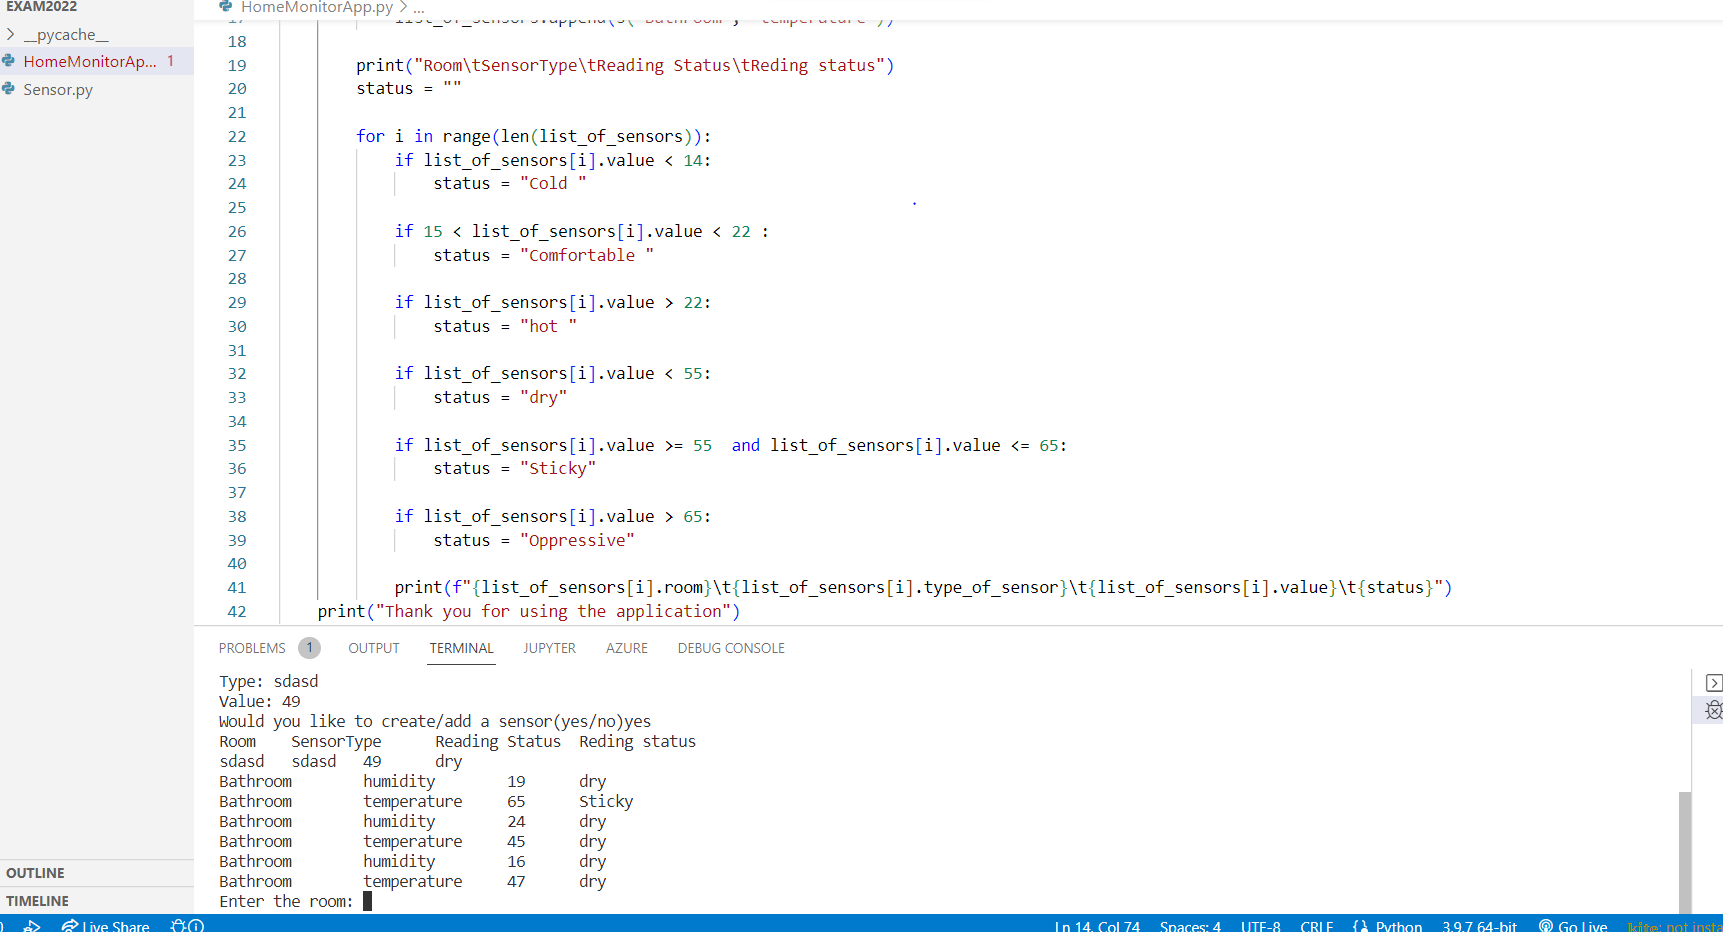 EXAM2022
HomeMonitorApp.py > ...
> __pycache__
HomeMonitorAp... 1
Sensor.py
17 list_of_sensors.append(s("Bathroom", "temperature"))
18
19 print("Room\tSensorType\tReading Status\tReding status")
20 status = ""
21
22 for i in range(len(list_of_sensors)):
23 if list_of_sensors[i].value < 14:
24 status = "Cold "
25
26 if 15 < list_of_sensors[i].value < 22 :
27 status = "Comfortable "
28
29 if list_of_sensors[i].value > 22:
30 status = "hot "
31
32 if list_of_sensors[i].value < 55:
33 status = "dry"
34
35 if list_of_sensors[i].value >= 55  and list_of_sensors[i].value <= 65:
36 status = "Sticky"
37
38 if list_of_sensors[i].value > 65:
39 status = "Oppressive"
40
41 print(f"{list_of_sensors[i].room}\t{list_of_sensors[i].type_of_sensor}\t{list_of_sensors[i].value}\t{status}")
42 print("Thank you for using the application")
PROBLEMS 1 OUTPUT TERMINAL JUPYTER AZURE DEBUG CONSOLE
Type: sdasd
Value: 49
Would you like to create/add a sensor(yes/no)yes
Room SensorType Reading Status Reding status
sdasd sdasd 49 dry
Bathroom humidity 19 dry
Bathroom temperature 65 Sticky
Bathroom humidity 24 dry
Bathroom temperature 45 dry
Bathroom humidity 16 dry
Bathroom temperature 47 dry
Enter the room:
OUTLINE
TIMELINE
Live Share Ln 14, Col 74 Spaces: 4 UTF-8 CRLF Python 3.9.7 64-bit Go Live kite: not insta